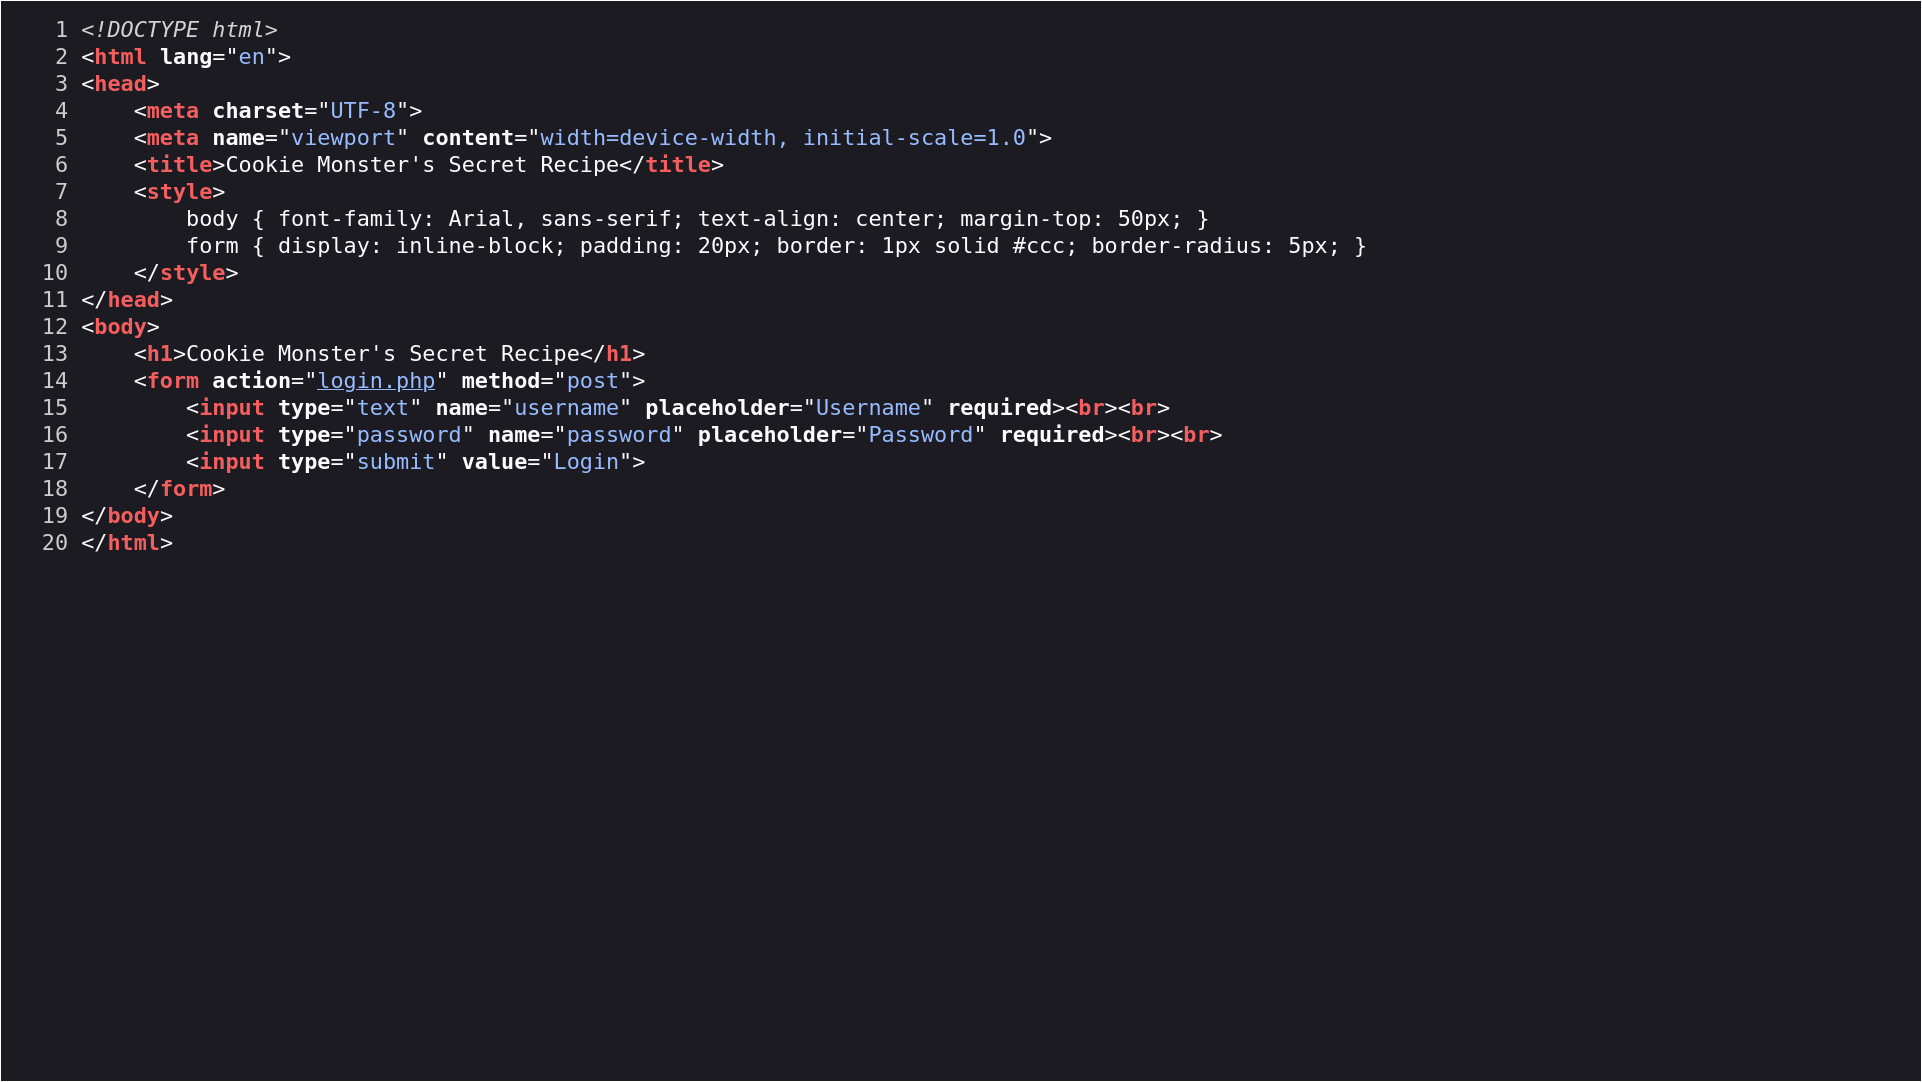 1 <!DOCTYPE html>
2 <html lang="en">
3 <head>
4     <meta charset="UTF-8">
5     <meta name="viewport" content="width=device-width, initial-scale=1.0">
6     <title>Cookie Monster's Secret Recipe</title>
7     <style>
8         body { font-family: Arial, sans-serif; text-align: center; margin-top: 50px; }
9         form { display: inline-block; padding: 20px; border: 1px solid #ccc; border-radius: 5px; }
10     </style>
11 </head>
12 <body>
13     <h1>Cookie Monster's Secret Recipe</h1>
14     <form action="login.php" method="post">
15         <input type="text" name="username" placeholder="Username" required><br><br>
16         <input type="password" name="password" placeholder="Password" required><br><br>
17         <input type="submit" value="Login">
18     </form>
19 </body>
20 </html>